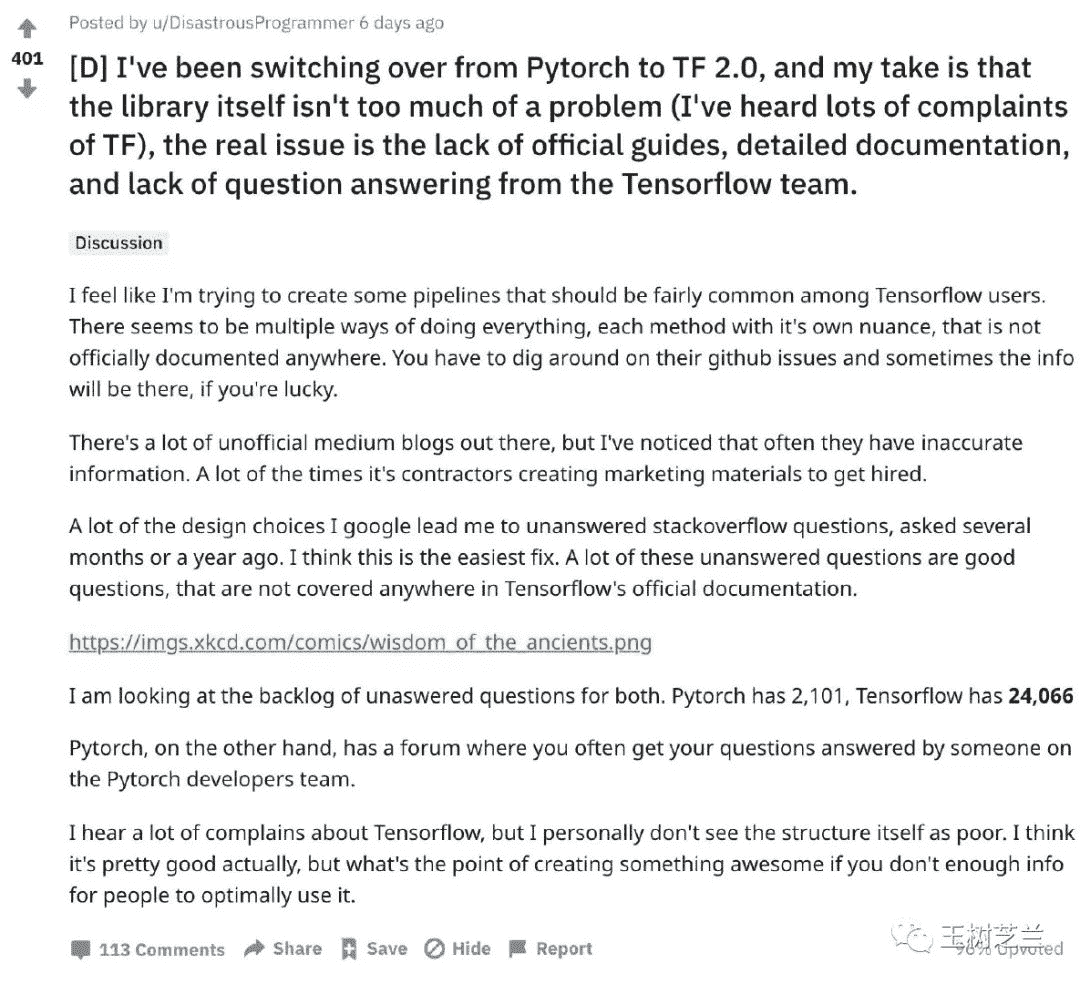 Posted by u/DisastrousProgrammer 6 days ago
401
[D] I've been switching over from Pytorch to TF 2.0, and my take is that
the library itself isn't too much of a problem (I've heard lots of complaints
of TF), the real issue is the lack of official guides, detailed documentation,
and lack of question answering from the Tensorflow team.
Discussion
I feel like I'm trying to create some pipelines that should be fairly common among Tensorflow users.
There seems to be multiple ways of doing everything, each method with it's own nuance, that is not
officially documented anywhere. You have to dig around on their github issues and sometimes the info
will be there, if you're lucky.
There's a lot of unofficial medium blogs out there, but I've noticed that often they have inaccurate
information. A lot of the times it's contractors creating marketing materials to get hired.
A lot of the design choices I google lead me to unanswered stackoverflow questions, asked several
months or a year ago. I think this is the easiest fix. A lot of these unanswered questions are good
questions, that are not covered anywhere in Tensorflow's official documentation.
https://imgs.xkcd.com/comics/wisdom_of_the_ancients.png
I am looking at the backlog of unaswered questions for both. Pytorch has 2,101, Tensorflow has 24,066
Pytorch, on the other hand, has a forum where you often get your questions answered by someone on
the Pytorch developers team.
I hear a lot of complains about Tensorflow, but I personally don't see the structure itself as poor. I think
it's pretty good actually, but what's the point of creating something awesome if you don't enough info
for people to optimally use it.
113 Comments Share Save Hide Report
玉树芝兰
96% Upvoted